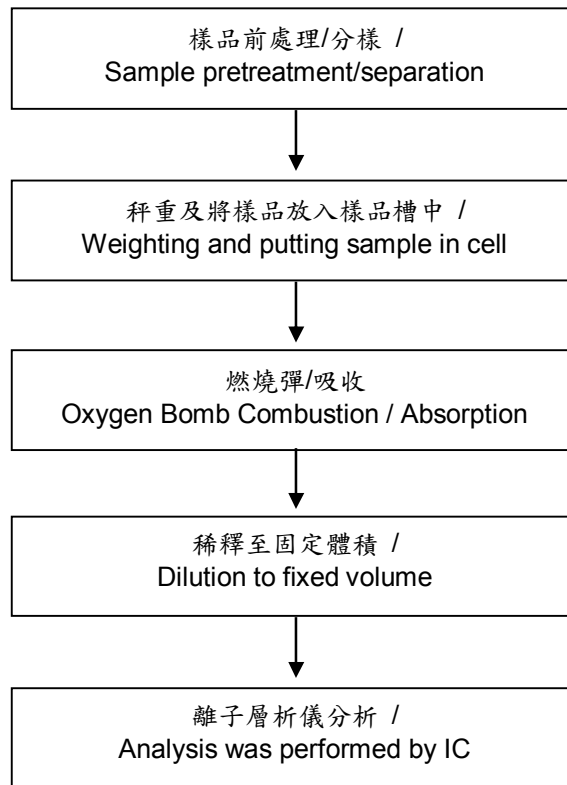 樣品前處理/分樣 /
Sample pretreatment/separation
秤重及將樣品放入樣品槽中 /
Weighting and putting sample in cell
燃燒彈/吸收
Oxygen Bomb Combustion / Absorption
稀釋至固定體積 /
Dilution to fixed volume
離子層析儀分析 /
Analysis was performed by IC